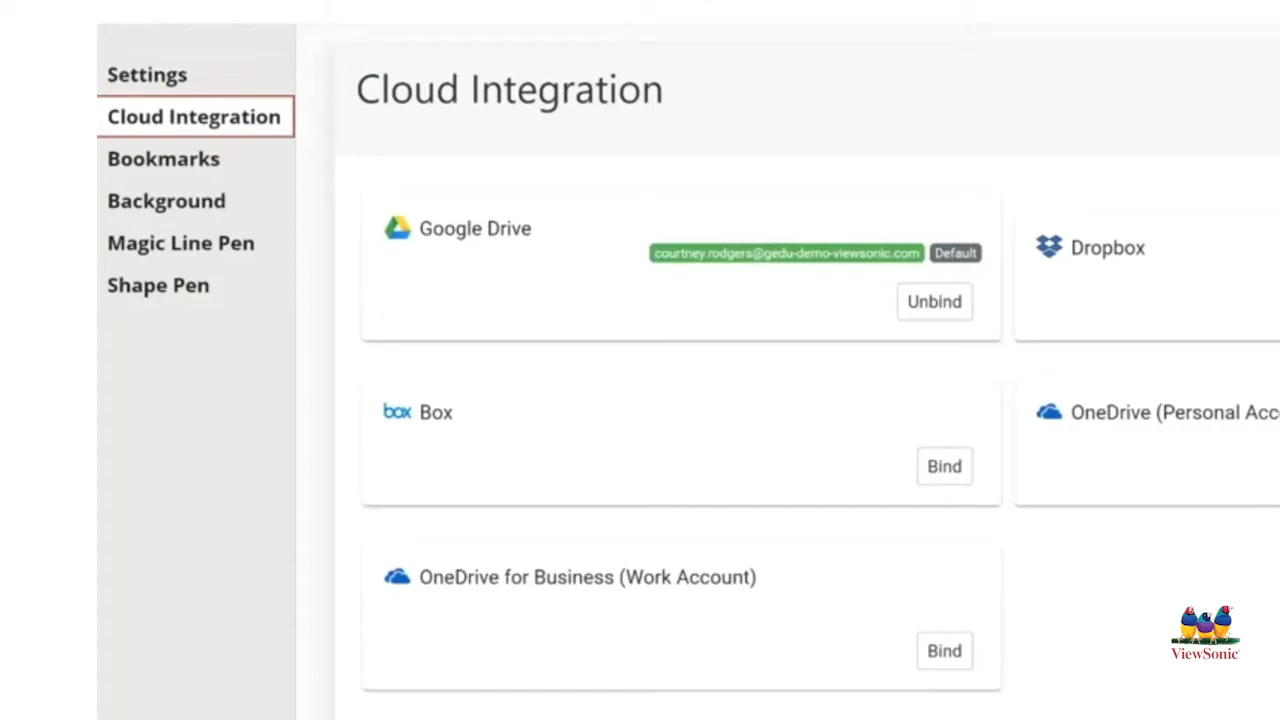 Settings
Cloud Integration
Bookmarks
Background
Magic Line Pen
Shape Pen
Cloud Integration
Google Drive
courtney.rodgers@gedu-demo-viewsonic.com Default
Unbind
Dropbox
box Box
Bind
OneDrive (Personal Acc
OneDrive for Business (Work Account)
Bind
ViewSonic